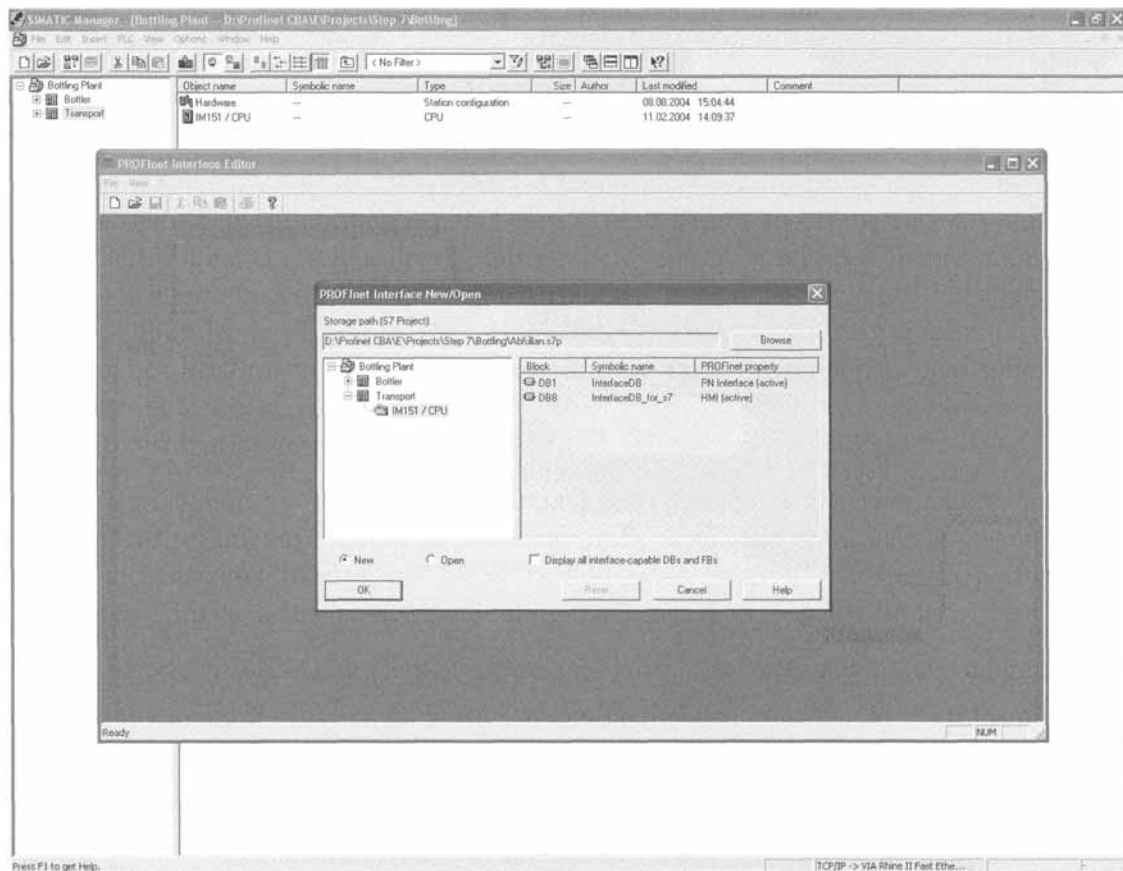 SIMATIC Manager - [Bottling Plant -- D:\Profinet CBA\E\Projects\Step 7\Bottling]
File Edit Insert PLC View Options Window Help
< No Filter >
Bottling Plant
Bottler
Transport
Object name Symbolic name Type Size Author Last modified Comment
Hardware --- Station configuration --- 08.08.2004 15:04:44
IM151 / CPU --- CPU --- 11.02.2004 14:09:37
PROFInet Interface Editor
File View ?
PROFInet Interface New/Open
Storage path (S7 Project):
D:\Profinet CBA\E\Projects\Step 7\Bottling\Abfüllan.s7p
Browse
Bottling Plant
Bottler
Transport
IM151 / CPU
Block Symbolic name PROFInet property
DB1 InterfaceDB PN Interface (active)
DB8 InterfaceDB_for_s7 HMI (active)
New Open Display all interface-capable DBs and FBs
OK Cancel Help
Ready NUM
Press F1 to get Help. TCP/IP -> VIA Rhine II Fast Ethe...